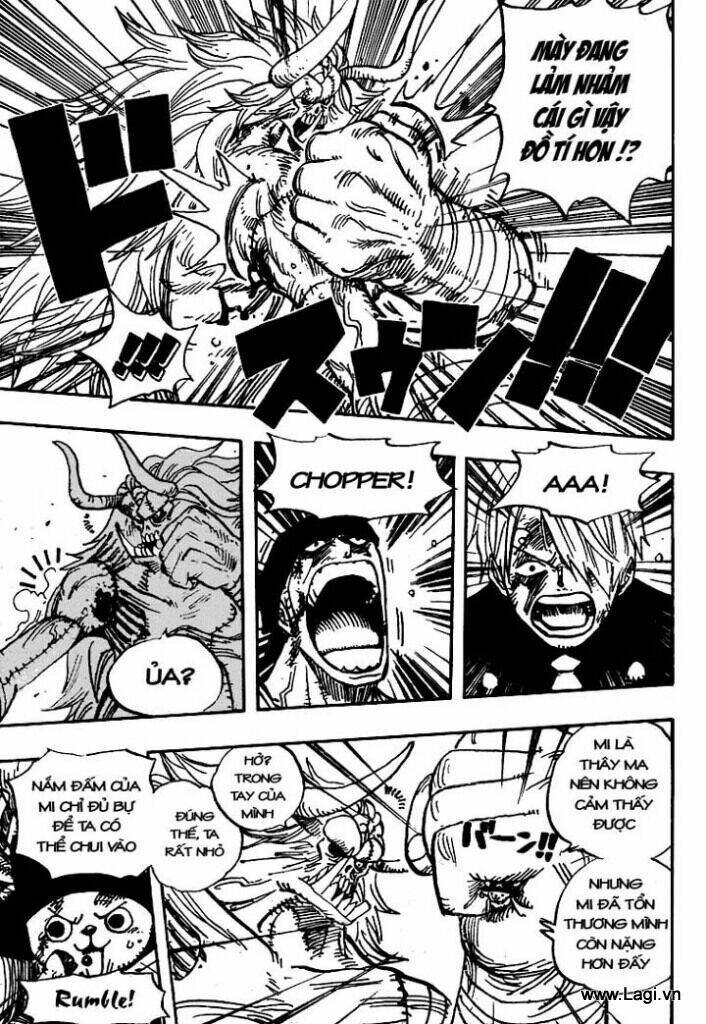 MÀY ĐANG
LẢM NHẢM
CÁI GÌ VẬY
ĐỒ TÍ HON !?
ドスゥン!!!
!!!
AAA!
CHOPPER!
ỦA?
MI LÀ
THÂY MA
NÊN KHÔNG
CẢM THẤY
ĐƯỢC
バーン!!
NHƯNG
MI ĐÃ TỔN
THƯƠNG MÌNH
CÒN NẶNG
HƠN ĐẤY
HỞ?
TRONG
TAY CỦA
MÌNH
ĐÚNG
THẾ, TA
RẤT NHỎ
NẮM ĐẤM CỦA
MI CHỈ ĐỦ BỰ
ĐỂ TA CÓ
THỂ CHUI VÀO
Rumble!
www.Lagi.vn